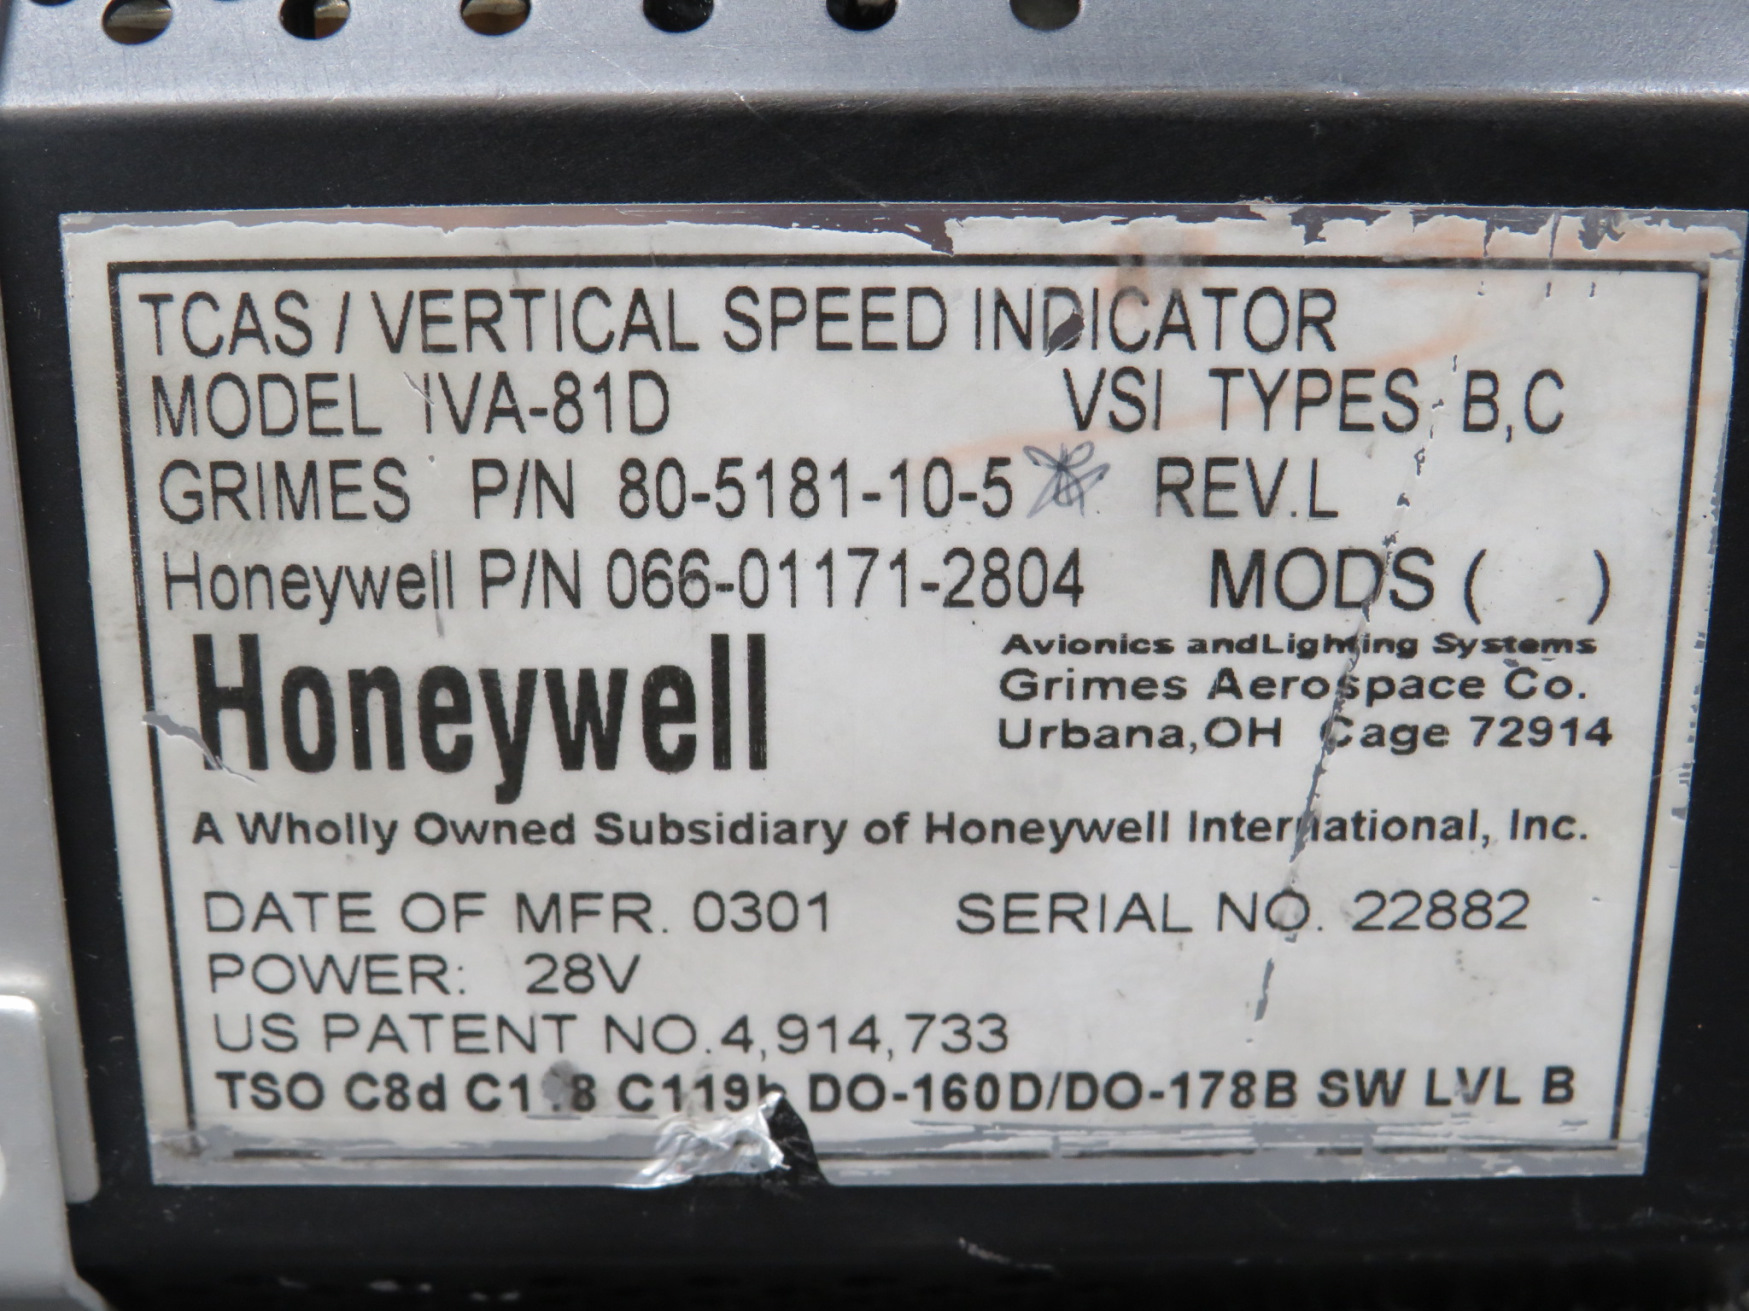 TCAS / VERTICAL SPEED INDICATOR
MODEL IVA-81D VSI TYPES B,C
GRIMES P/N 80-5181-10-5 REV.L
Honeywell P/N 066-01171-2804 MODS ( )
Honeywell
Avionics and Lighting Systems
Grimes Aerospace Co.
Urbana,OH Cage 72914
A Wholly Owned Subsidiary of Honeywell International, Inc.
DATE OF MFR. 0301 SERIAL NO. 22882
POWER: 28V
US PATENT NO.4,914,733
TSO C8d C119b DO-160D/DO-178B SW LVL B